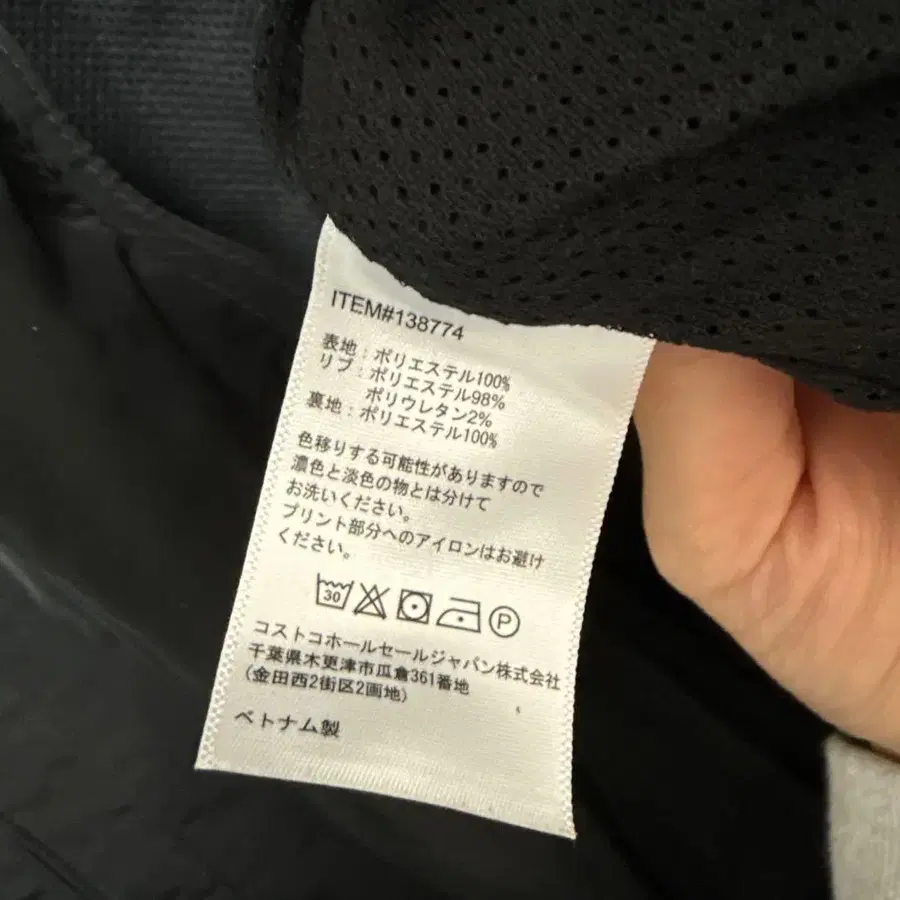 ITEM#138774
表地：ポリエステル100%
リブ：ポリエステル98%
ポリウレタン2%
裏地：ポリエステル100%
色移りする可能性がありますので
濃色と淡色の物とは分けて
お洗いください。
プリント部分へのアイロンはお避け
ください。
30 P
コストコホールセールジャパン株式会社
千葉県木更津市瓜倉361番地
(金田西2街区2画地)
ベトナム製